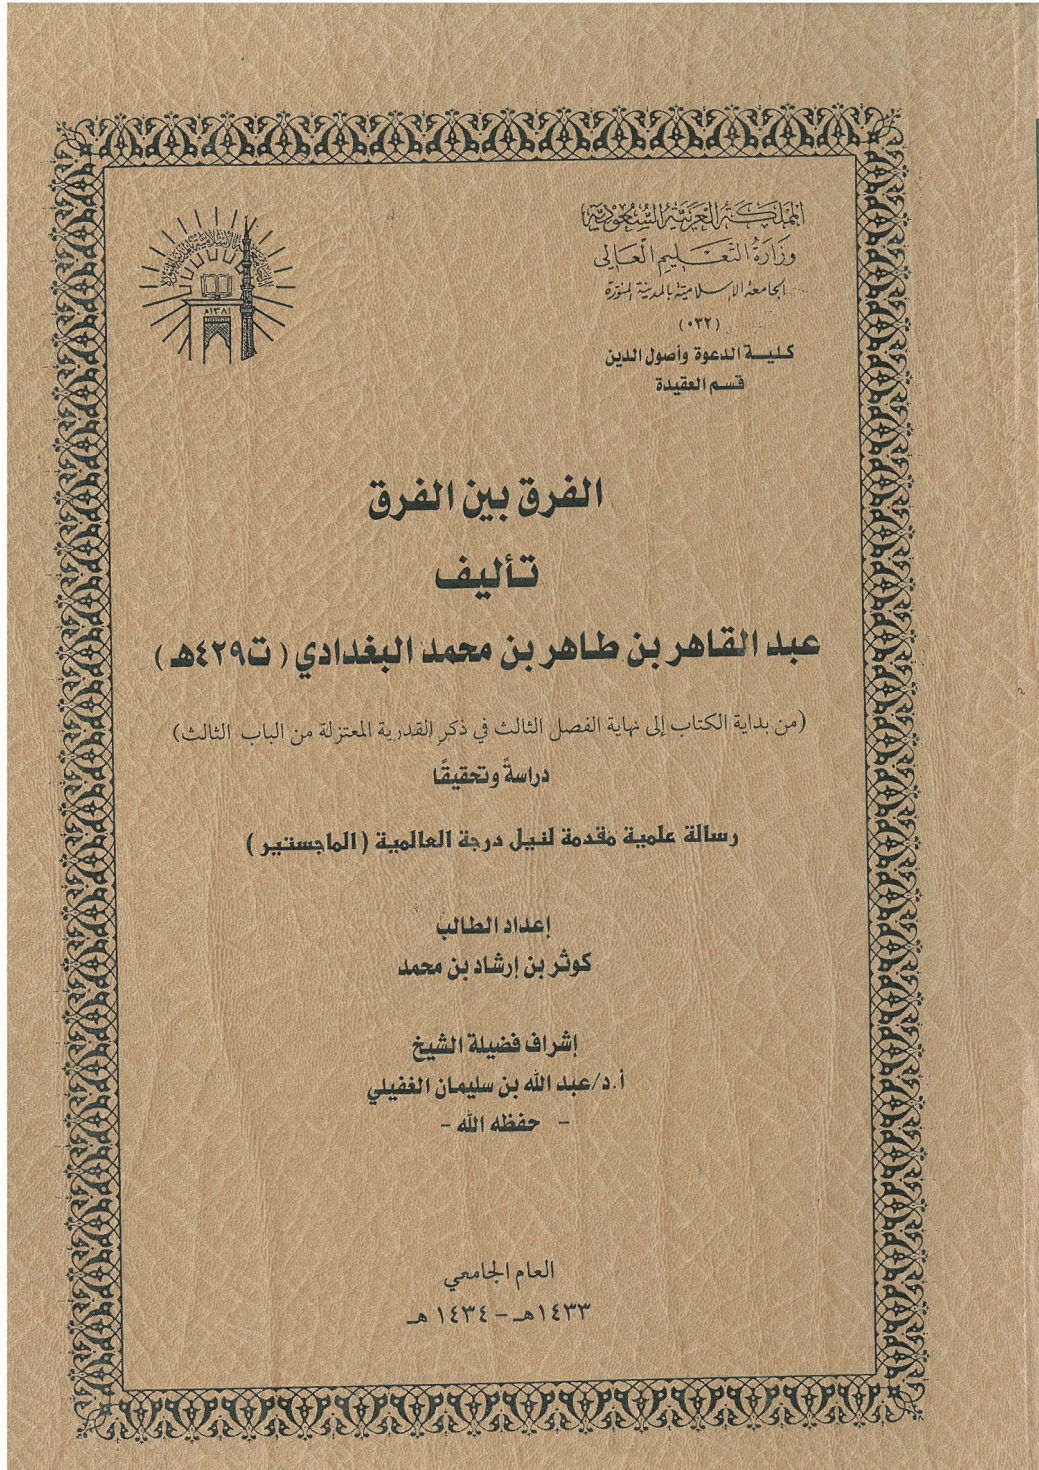 المملكة العربية السعودية
وزارة التعليم العالي
الجامعة الإسلامية بالمدينة المنورة
(٠٣٢)
كلية الدعوة وأصول الدين
قسم العقيدة
١٣٨١هـ
الفرق بين الفرق
تأليف
عبد القاهر بن طاهر بن محمد البغدادي (ت٤٢٩هـ)
(من بداية الكتاب إلى نهاية الفصل الثالث في ذكر القدرية المعتزلة من الباب الثالث)
دراسةً وتحقيقًا
رسالة علمية مقدمة لنيل درجة العالمية (الماجستير)
إعداد الطالب
كوثر بن إرشاد بن محمد
إشراف فضيلة الشيخ
أ.د/عبد الله بن سليمان الغفيلي
- حفظه الله -
العام الجامعي
١٤٣٣هـ - ١٤٣٤ هـ